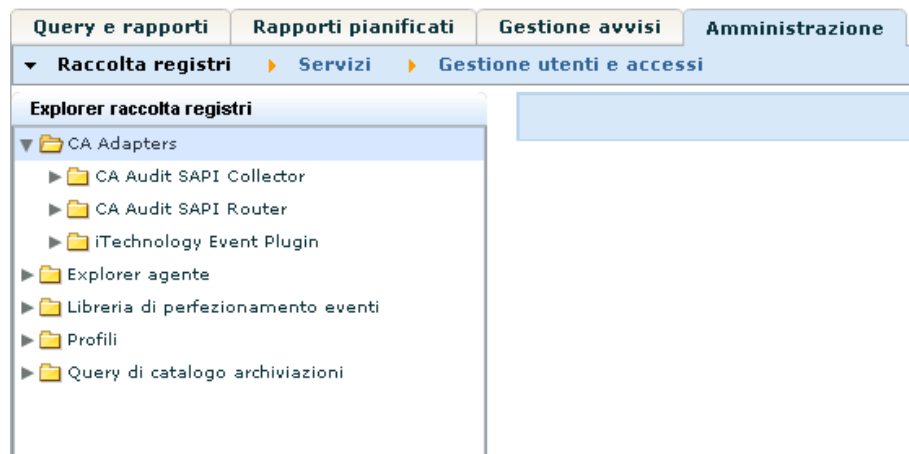 Query e rapporti Rapporti pianificati Gestione avvisi Amministrazione
Raccolta registri Servizi Gestione utenti e accessi
Explorer raccolta registri
CA Adapters
CA Audit SAPI Collector
CA Audit SAPI Router
iTechnology Event Plugin
Explorer agente
Libreria di perfezionamento eventi
Profili
Query di catalogo archiviazioni